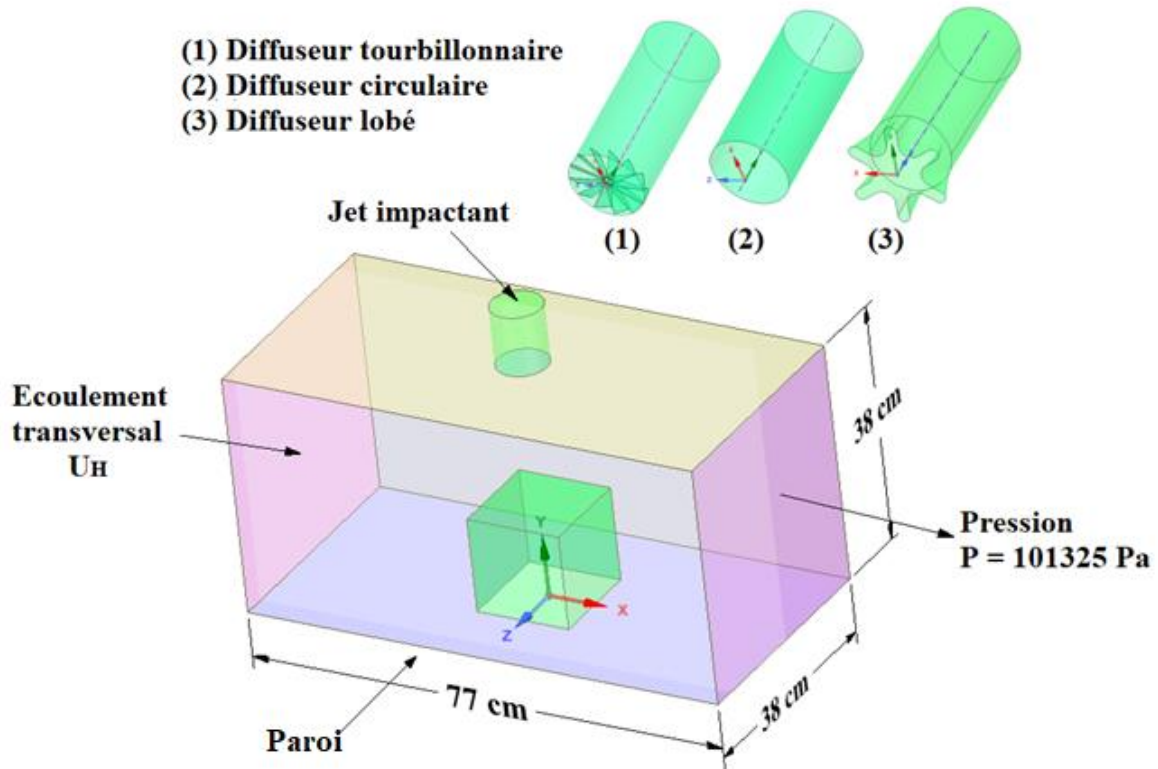 (1) Diffuseur tourbillonnaire
(2) Diffuseur circulaire
(3) Diffuseur lobé
(1)
(2)
(3)
Jet impactant
Ecoulement
transversal
UH
38 cm
Pression
P = 101325 Pa
Y
X
Z
77 cm
38 cm
Paroi